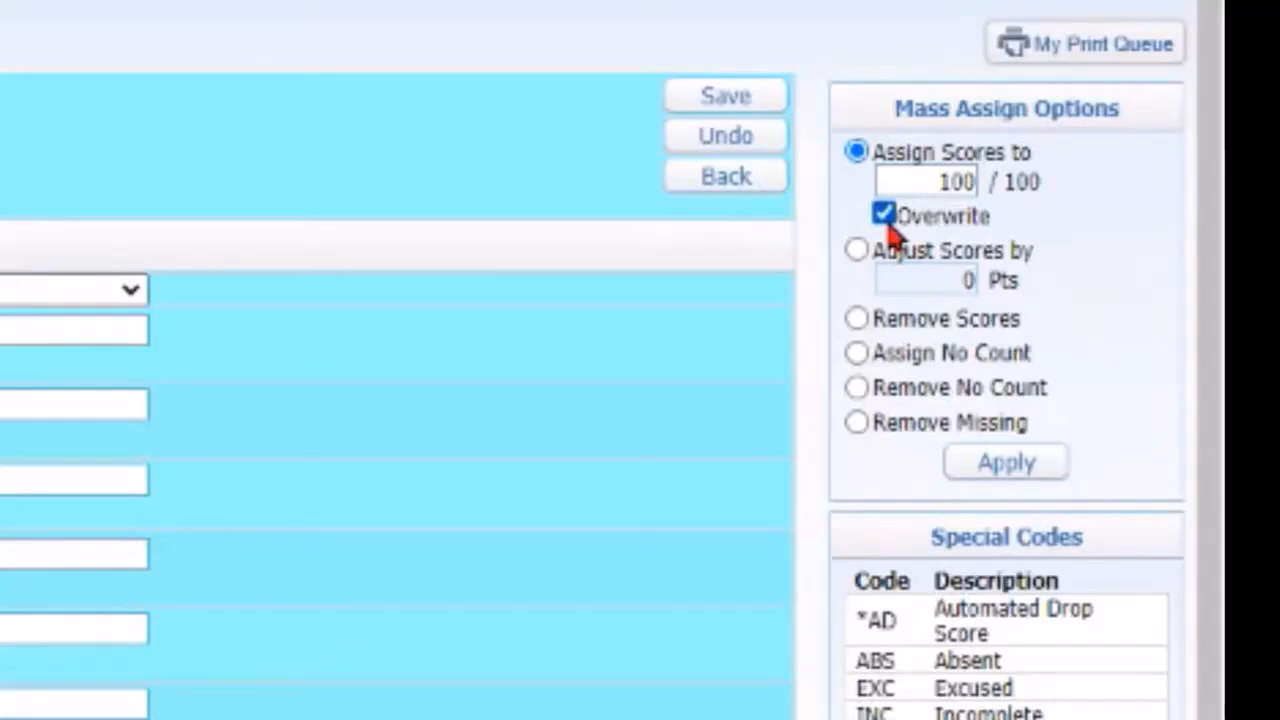 My Print Queue
Save
Undo
Back
Mass Assign Options
Assign Scores to
100 / 100
Overwrite
Adjust Scores by
0 Pts
Remove Scores
Assign No Count
Remove No Count
Remove Missing
Apply
Special Codes
Code Description
*AD Automated Drop
Score
ABS Absent
EXC Excused
INC Incomplete